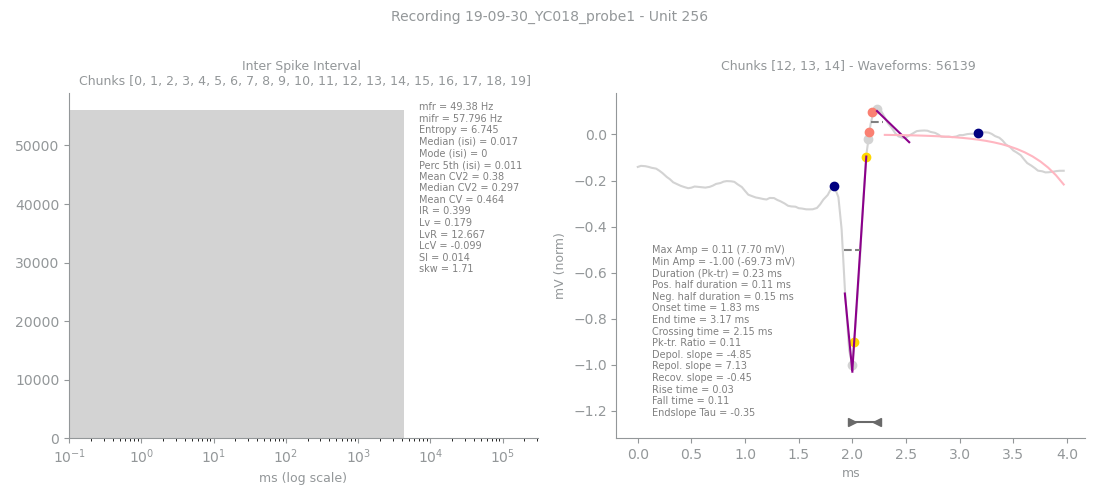 Recording 19-09-30_YC018_probe1 - Unit 256
Inter Spike Interval
Chunks [0, 1, 2, 3, 4, 5, 6, 7, 8, 9, 10, 11, 12, 13, 14, 15, 16, 17, 18, 19]
mfr = 49.38 Hz
mifr = 57.796 Hz
Entropy = 6.745
Median (isi) = 0.017
Mode (isi) = 0
Perc 5th (isi) = 0.011
Mean CV2 = 0.38
Median CV2 = 0.297
Mean CV = 0.464
IR = 0.399
Lv = 0.179
LvR = 12.667
LcV = -0.099
SI = 0.014
skw = 1.71
50000
40000
30000
20000
10000
0
10⁻¹ 10⁰ 10¹ 10² 10³ 10⁴ 10⁵
ms (log scale)
Chunks [12, 13, 14] - Waveforms: 56139
mV (norm)
0.0
−0.2
−0.4
−0.6
−0.8
−1.0
−1.2
Max Amp = 0.11 (7.70 mV)
Min Amp = -1.00 (-69.73 mV)
Duration (Pk-tr) = 0.23 ms
Pos. half duration = 0.11 ms
Neg. half duration = 0.15 ms
Onset time = 1.83 ms
End time = 3.17 ms
Crossing time = 2.15 ms
Pk-tr. Ratio = 0.11
Depol. slope = -4.85
Repol. slope = 7.13
Recov. slope = -0.45
Rise time = 0.03
Fall time = 0.11
Endslope Tau = -0.35
0.0 0.5 1.0 1.5 2.0 2.5 3.0 3.5 4.0
ms